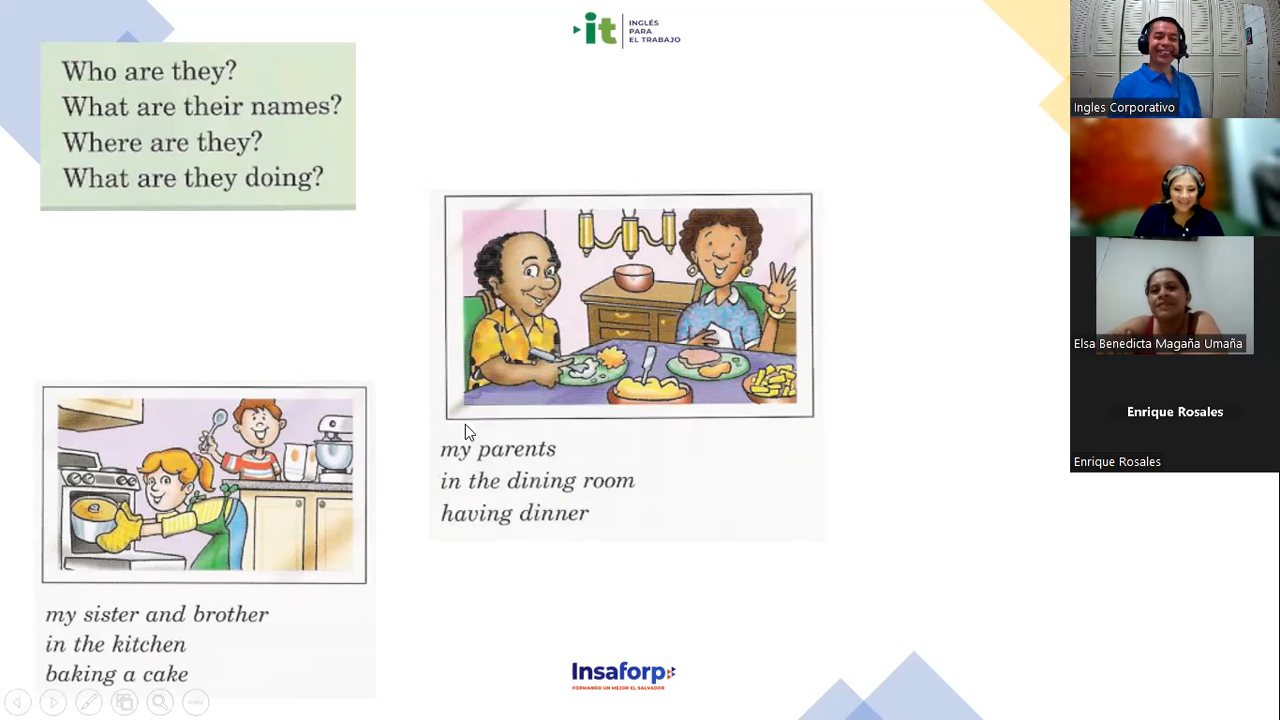 it
INGLÉS
PARA
EL TRABAJO
Who are they?
What are their names?
Where are they?
What are they doing?
my parents
in the dining room
having dinner
my sister and brother
in the kitchen
baking a cake
Insaforp
FORMANDO UN MEJOR EL SALVADOR
Ingles Corporativo
Elsa Benedicta Magaña Umaña
Enrique Rosales
Enrique Rosales